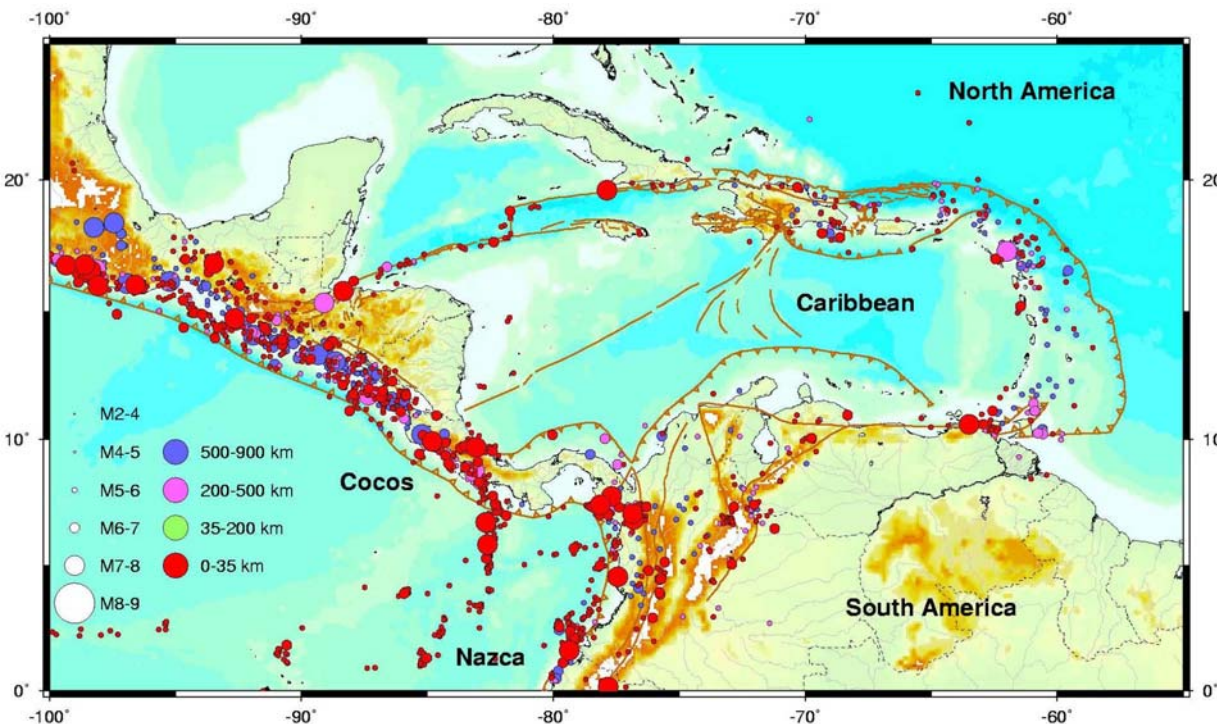 -100° -90° -80° -70° -60°
North America
20° 20
Caribbean
M2-4
10° 10
M4-5 500-900 km
Cocos
M5-6 200-500 km
M6-7 35-200 km
M7-8 0-35 km
M8-9
South America
Nazca
0° 0°
-100° -90° -80° -70° -60°